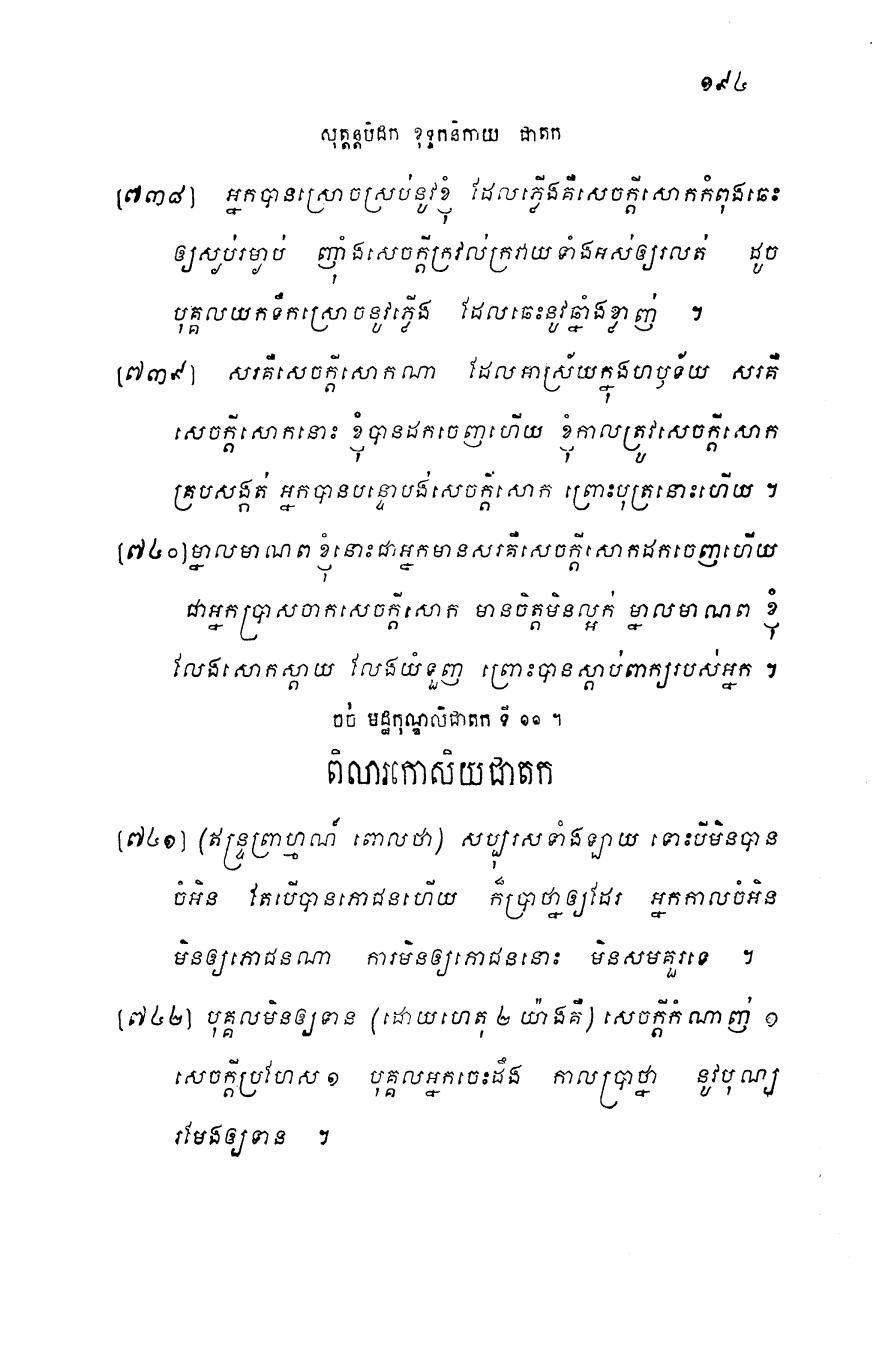 ១៩៤
សុត្តន្តបិដក ខុទ្ទកនិកាយ ជាតក
[៧៣៨] អ្នកបានស្រោចស្រប់នូវខ្ញុំ ដែលភ្លើងគឺសេចក្តីសោកកំពុងឆេះ
ឲ្យស្ងប់រម្ងាប់ ញ៉ាំងសេចក្តីក្រវល់ក្រវាយទាំងអស់ឲ្យរលត់ ដូច
បុគ្គលយកទឹកស្រោចនូវភ្លើង ដែលឆេះនូវឆ្នាំងខ្វាញ់ ។
[៧៣៩] សរគឺសេចក្តីសោកណា ដែលអាស្រ័យក្នុងហឫទ័យ សរគឺ
សេចក្តីសោកនោះ ខ្ញុំបានដកចេញហើយ ខ្ញុំកាលត្រូវសេចក្តីសោក
គ្របសង្កត់ អ្នកបានបន្ទោបង់សេចក្តីសោក ព្រោះបុត្រនោះហើយ ។
[៧៤០] ម្នាលមាណព ខ្ញុំនោះជាអ្នកមានសរគឺសេចក្តីសោកដកចេញហើយ
ជាអ្នកប្រាសចាកសេចក្តីសោក មានចិត្តមិនល្អក់ ម្នាលមាណព ខ្ញុំ
លែងសោកស្តាយ លែងយំទួញ ព្រោះបានស្តាប់ពាក្យរបស់អ្នក ។
ចប់ មដ្ឋកុណ្ឌលិជាតក ទី ១១ ។
ពិលារកោសិយជាតក
[៧៤១] (ឥន្ទ្រព្រាហ្មណ៍ ពោលថា) សប្បុរសទាំងឡាយ ទោះបីមិនបាន
ចំអិន តែបើបានភោជនហើយ ក៏ប្រាថ្នាឲ្យដែរ អ្នកកាលចំអិន
មិនឲ្យភោជនណា ការមិនឲ្យភោជននោះ មិនសមគួរទេ ។
[៧៤២] បុគ្គលមិនឲ្យទាន (ដោយហេតុ ២ យ៉ាងគឺ) សេចក្តីកំណាញ់ ១
សេចក្តីប្រហែស ១ បុគ្គលអ្នកចេះដឹង កាលប្រាថ្នា នូវបុណ្យ
រមែងឲ្យទាន ។